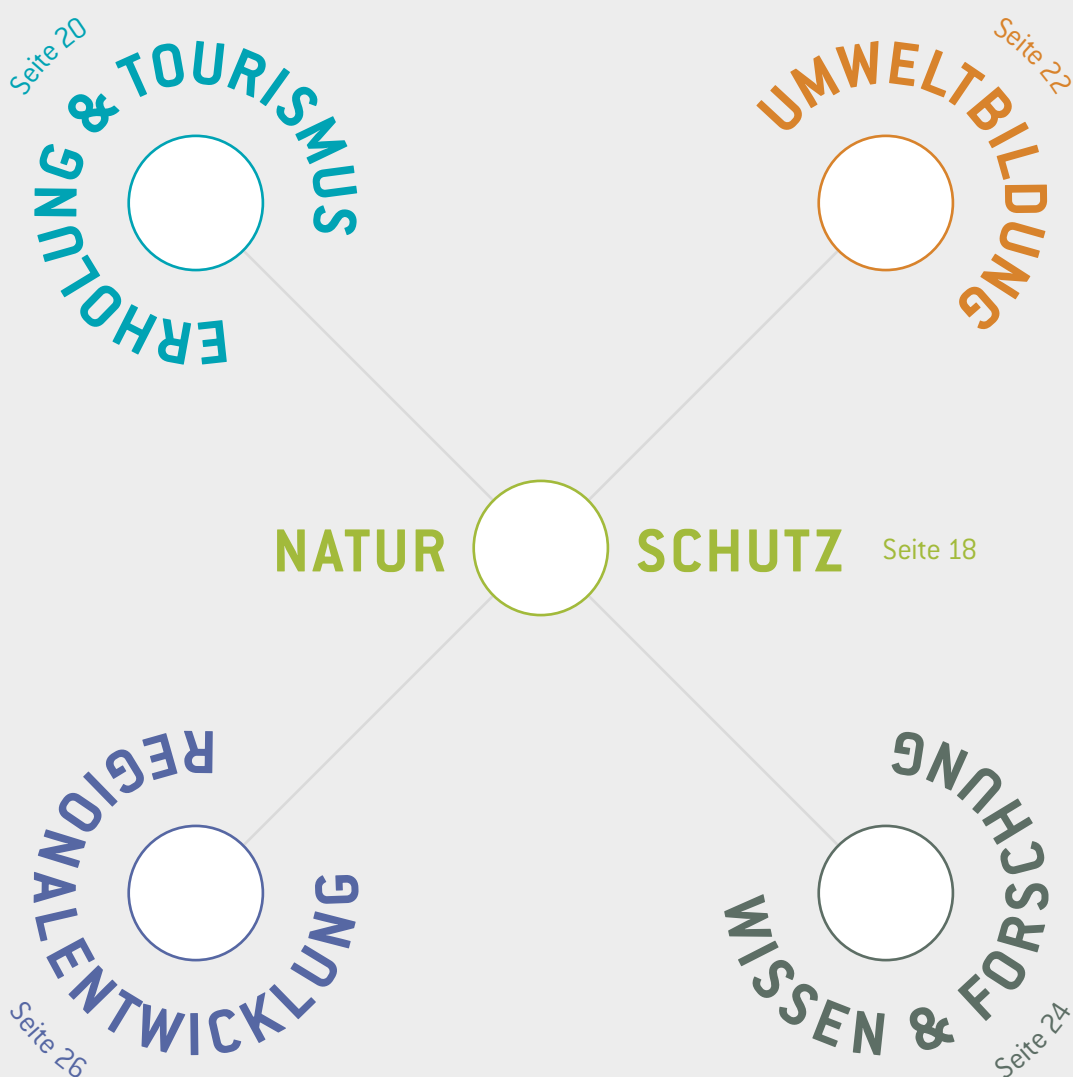 Seite 20
ERHOLUNG & TOURISMUS
Seite 22
UMWELTBILDUNG
NATUR SCHUTZ Seite 18
REGIONALENTWICKLUNG
Seite 26
WISSEN & FORSCHUNG
Seite 24